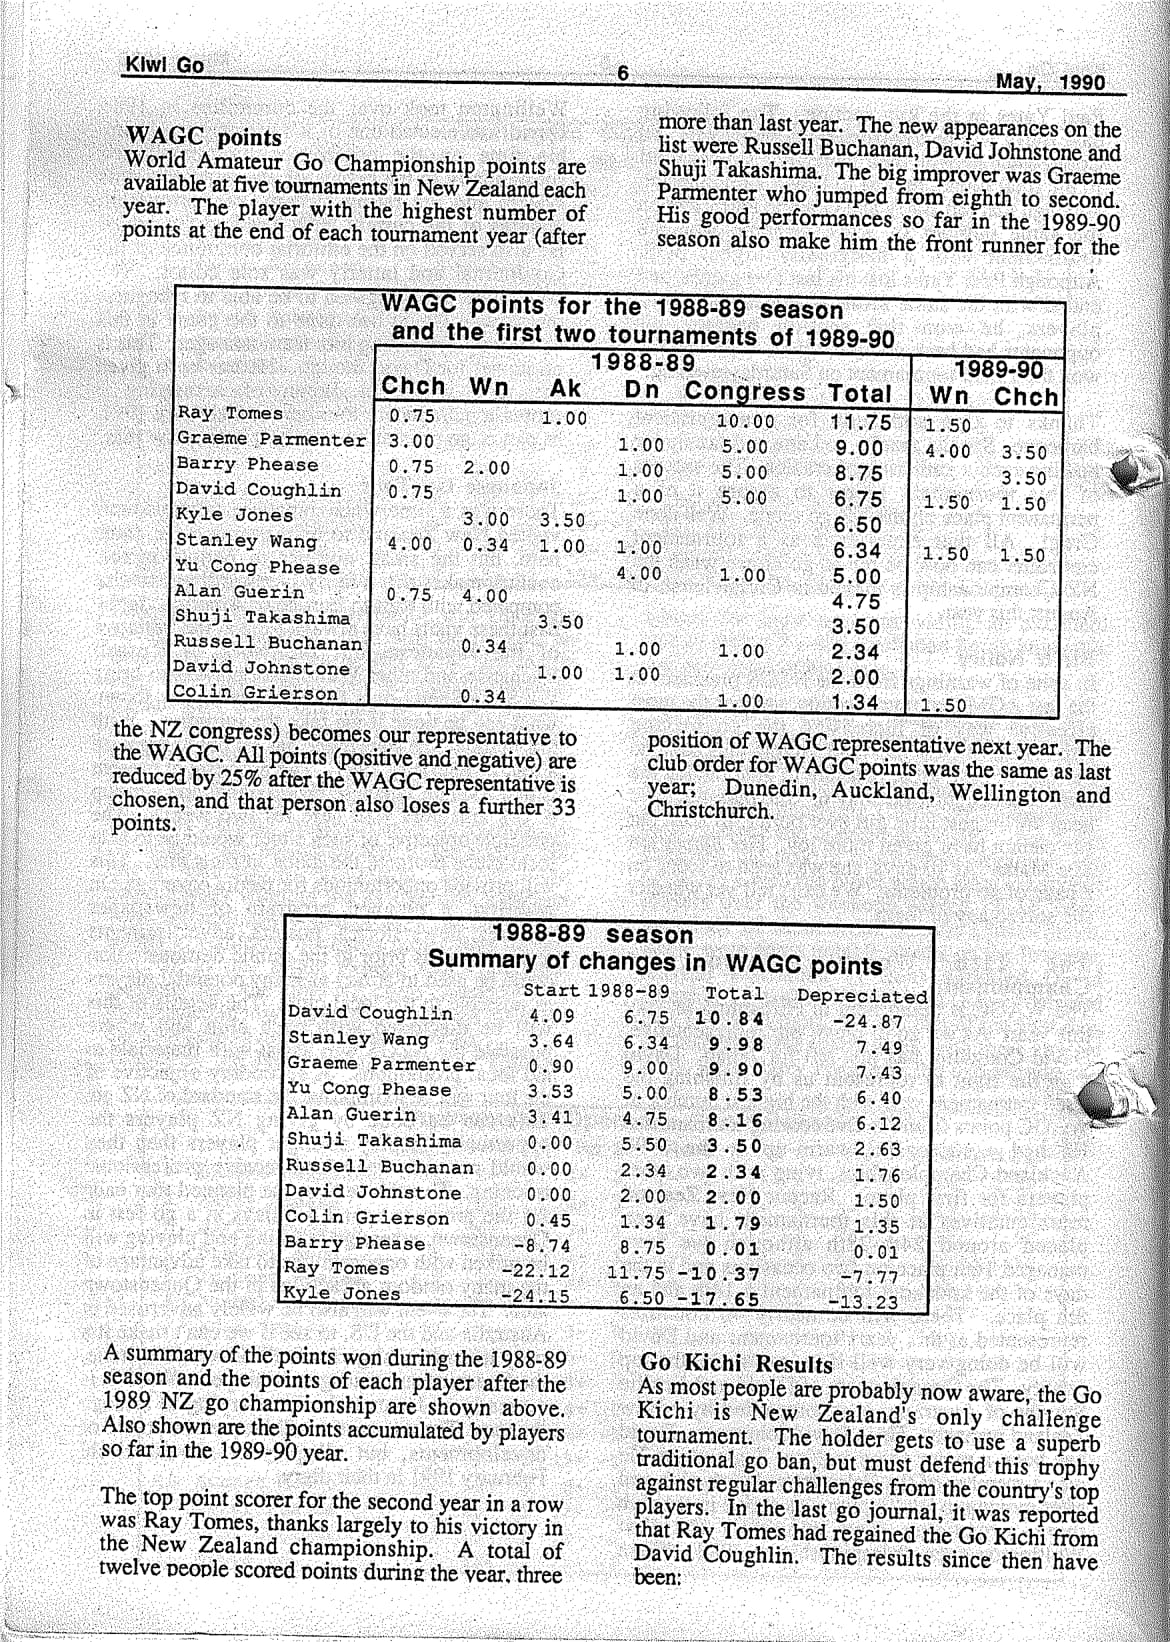 Kiwi Go
6
May, 1990
WAGC points
World Amateur Go Championship points are
available at five tournaments in New Zealand each
year. The player with the highest number of
points at the end of each tournament year (after
more than last year. The new appearances on the
list were Russell Buchanan, David Johnstone and
Shuji Takashima. The big improver was Graeme
Parmenter who jumped from eighth to second.
His good performances so far in the 1989-90
season also make him the front runner for the
WAGC points for the 1988-89 season
and the first two tournaments of 1989-90
1988-89 1989-90
Chch Wn Ak Dn Congress Total Wn Chch
Ray Tomes 0.75 1.00 10.00 11.75 1.50
Graeme Parmenter 3.00 1.00 5.00 9.00 4.00 3.50
Barry Phease 0.75 2.00 1.00 5.00 8.75 3.50
David Coughlin 0.75 1.00 5.00 6.75 1.50 1.50
Kyle Jones 3.00 3.50 6.50
Stanley Wang 4.00 0.34 1.00 1.00 6.34 1.50 1.50
Yu Cong Phease 4.00 1.00 5.00
Alan Guerin 0.75 4.00 4.75
Shuji Takashima 3.50 3.50
Russell Buchanan 0.34 1.00 1.00 2.34
David Johnstone 1.00 1.00 2.00
Colin Grierson 0.34 1.00 1.34 1.50
the NZ congress) becomes our representative to
the WAGC. All points (positive and negative) are
reduced by 25% after the WAGC representative is
chosen, and that person also loses a further 33
points.
position of WAGC representative next year. The
club order for WAGC points was the same as last
year; Dunedin, Auckland, Wellington and
Christchurch.
1988-89 season
Summary of changes in WAGC points
Start 1988-89 Total Depreciated
David Coughlin 4.09 6.75 10.84 -24.87
Stanley Wang 3.64 6.34 9.98 7.49
Graeme Parmenter 0.90 9.00 9.90 7.43
Yu Cong Phease 3.53 5.00 8.53 6.40
Alan Guerin 3.41 4.75 8.16 6.12
Shuji Takashima 0.00 5.50 3.50 2.63
Russell Buchanan 0.00 2.34 2.34 1.76
David Johnstone 0.00 2.00 2.00 1.50
Colin Grierson 0.45 1.34 1.79 1.35
Barry Phease -8.74 8.75 0.01 0.01
Ray Tomes -22.12 11.75 -10.37 -7.77
Kyle Jones -24.15 6.50 -17.65 -13.23
A summary of the points won during the 1988-89
season and the points of each player after the
1989 NZ go championship are shown above.
Also shown are the points accumulated by players
so far in the 1989-90 year.
The top point scorer for the second year in a row
was Ray Tomes, thanks largely to his victory in
the New Zealand championship. A total of
twelve people scored points during the year, three
Go Kichi Results
As most people are probably now aware, the Go
Kichi is New Zealand's only challenge
tournament. The holder gets to use a superb
traditional go ban, but must defend this trophy
against regular challenges from the country's top
players. In the last go journal, it was reported
that Ray Tomes had regained the Go Kichi from
David Coughlin. The results since then have
been: